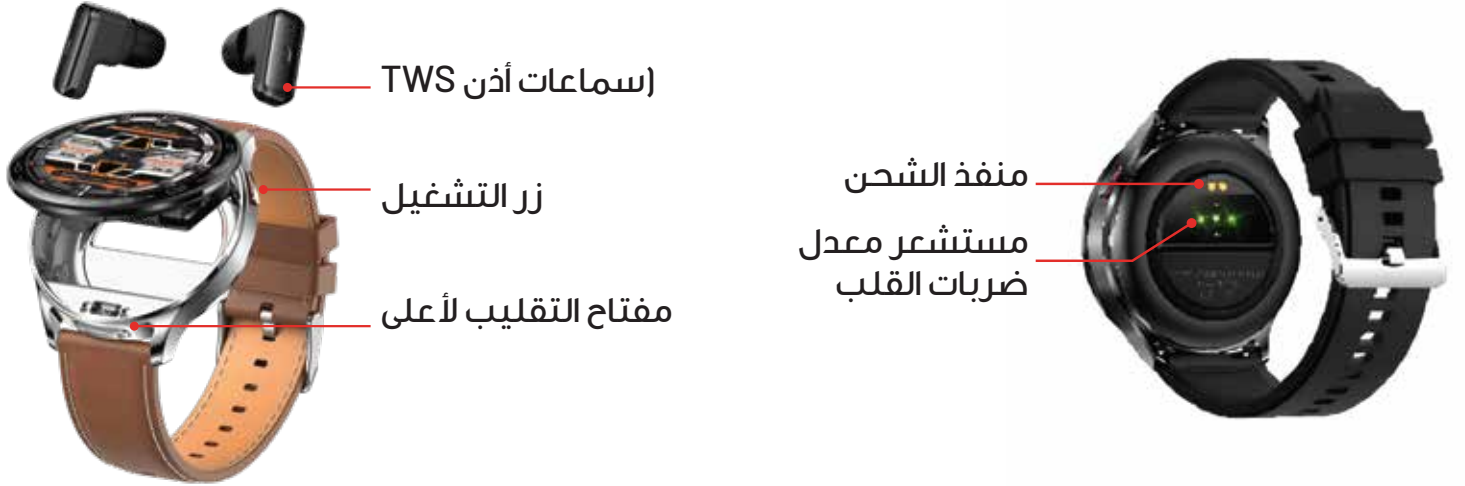 (سماعات أذن TWS
زر التشغيل
مفتاح التقليب لأعلى
منفذ الشحن
مستشعر معدل
ضربات القلب